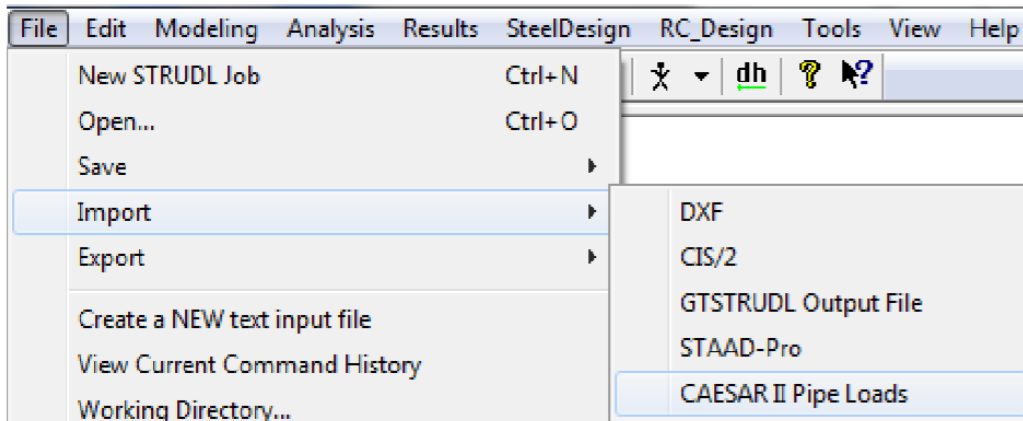 File Edit Modeling Analysis Results SteelDesign RC_Design Tools View Help
New STRUDL Job Ctrl+N
dh
Open... Ctrl+O
Save
Import
DXF
Export
CIS/2
GTSTRUDL Output File
Create a NEW text input file
STAAD-Pro
View Current Command History
CAESAR II Pipe Loads
Working Directory...